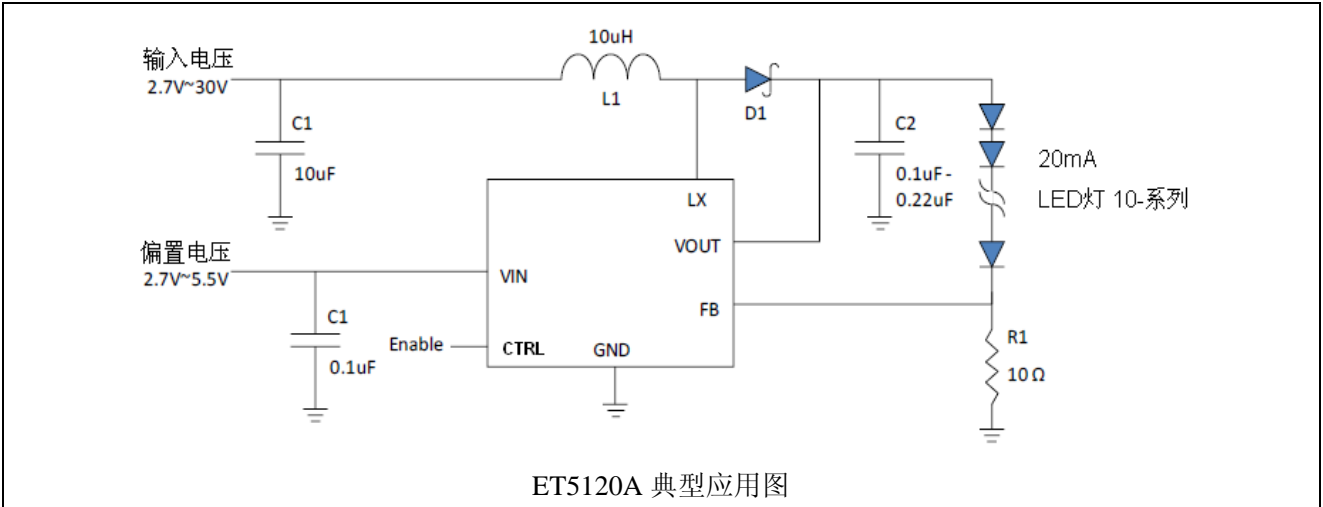 10uH
输入电压
2.7V~30V
L1
D1
C1
10uF
C2
0.1uF-
0.22uF
20mA
LED灯 10-系列
LX
VOUT
偏置电压
2.7V~5.5V
VIN
FB
C1
0.1uF
Enable
CTRL
GND
R1
10Ω
ET5120A 典型应用图